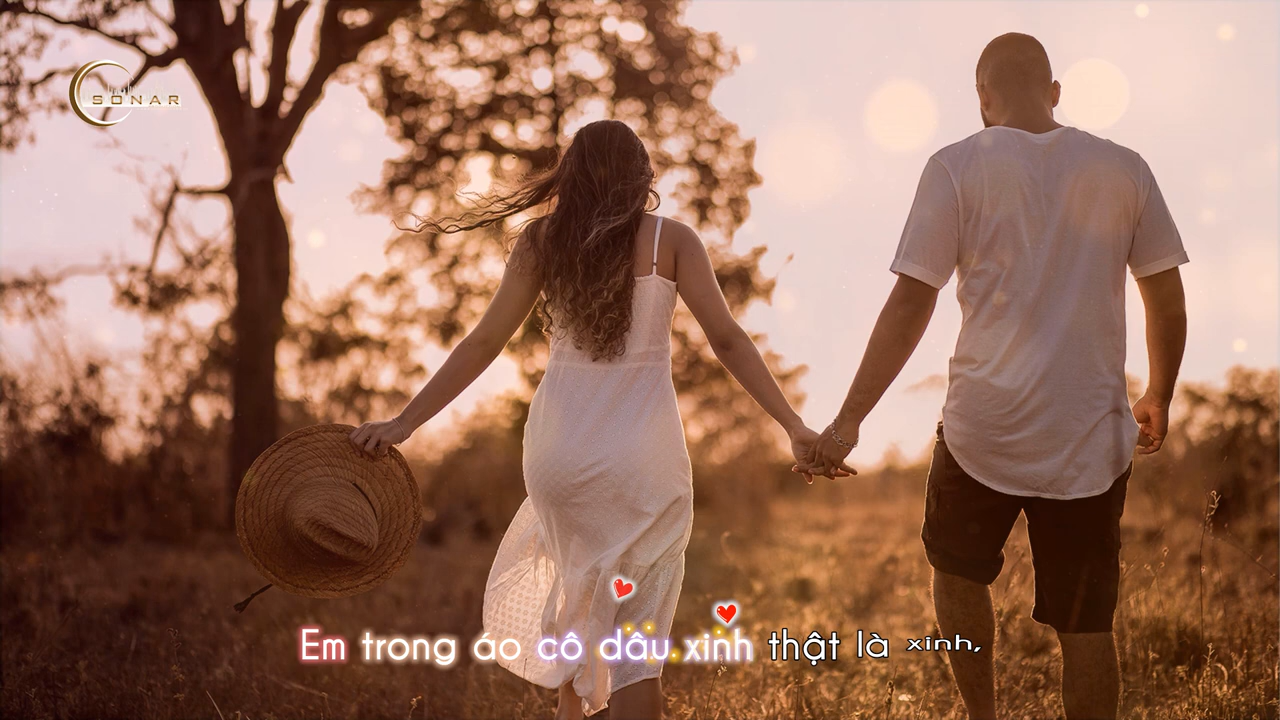 SONAR
Em trong áo cô dâu xinh thật là xinh,